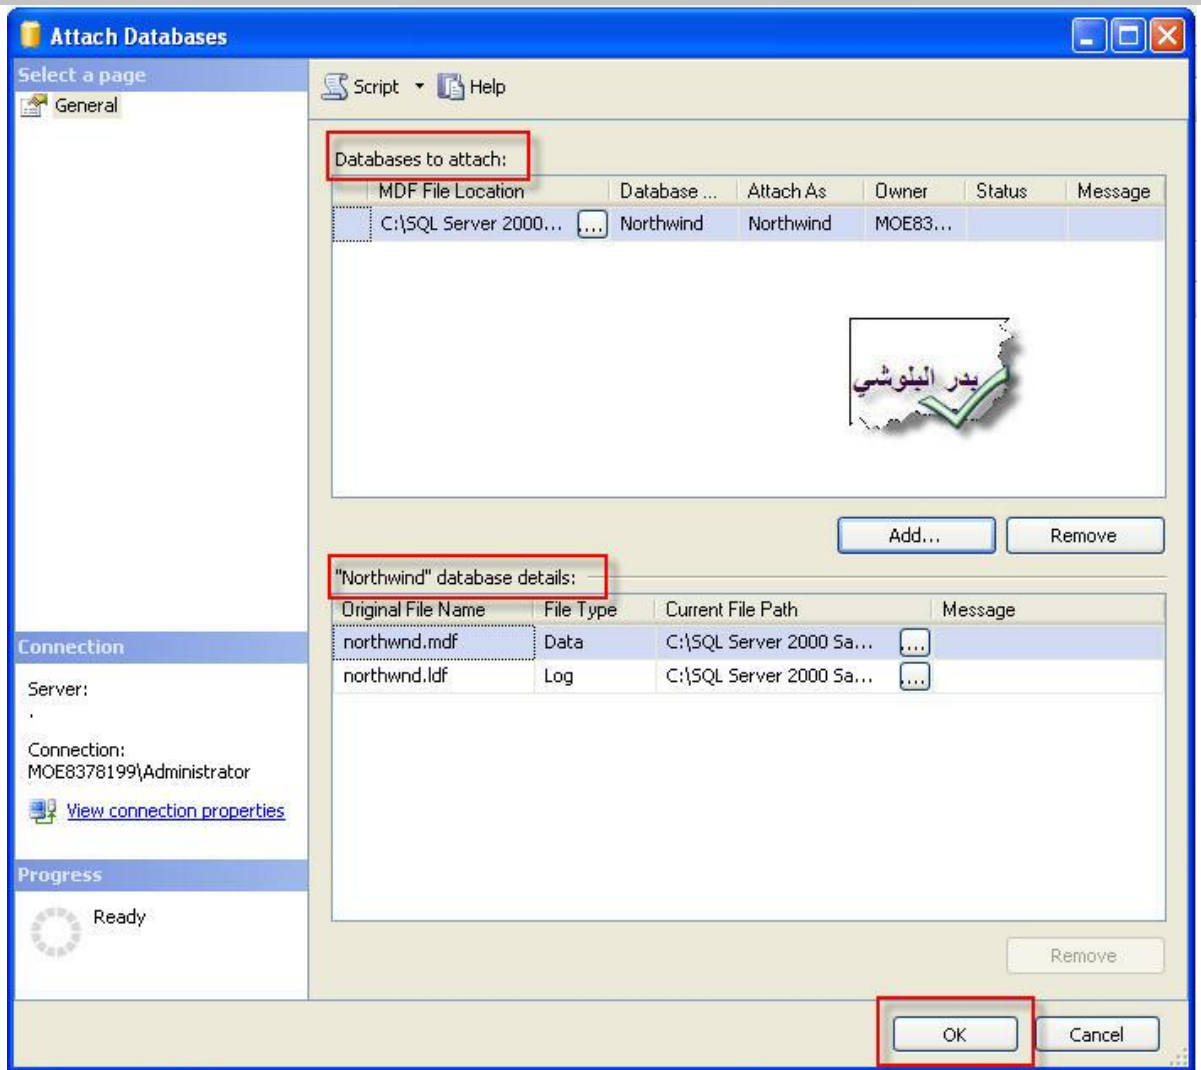 Attach Databases
Select a page
General
Script Help
Databases to attach:
MDF File Location Database ... Attach As Owner Status Message
C:\SQL Server 2000... ... Northwind Northwind MOE83...
بدر البلوشي
Add... Remove
"Northwind" database details:
Original File Name File Type Current File Path Message
northwnd.mdf Data C:\SQL Server 2000 Sa... ...
northwnd.ldf Log C:\SQL Server 2000 Sa... ...
Remove
Connection
Server:
.
Connection:
MOE8378199\Administrator
View connection properties
Progress
Ready
OK Cancel